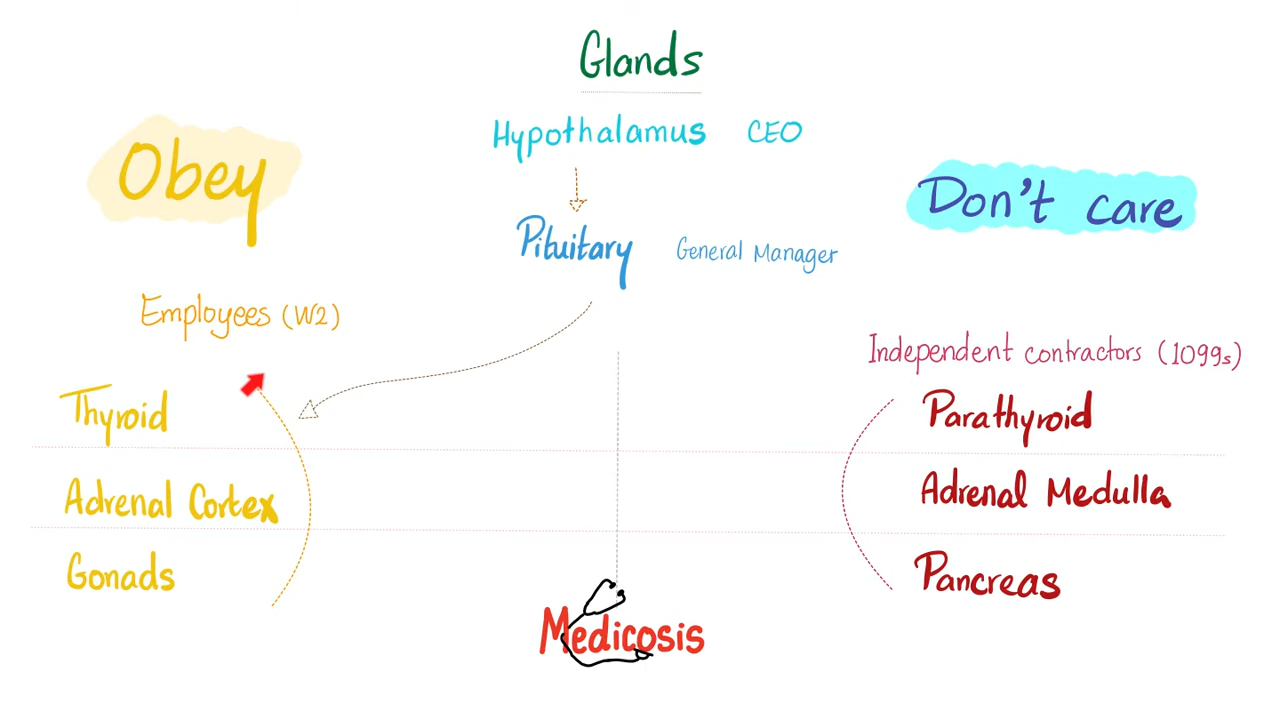 Glands
Hypothalamus CEO
Obey
Don't care
Pituitary General Manager
Employees (W2)
Independent contractors (1099s)
Thyroid
Parathyroid
Adrenal Cortex
Adrenal Medulla
Gonads
Pancreas
Medicosis